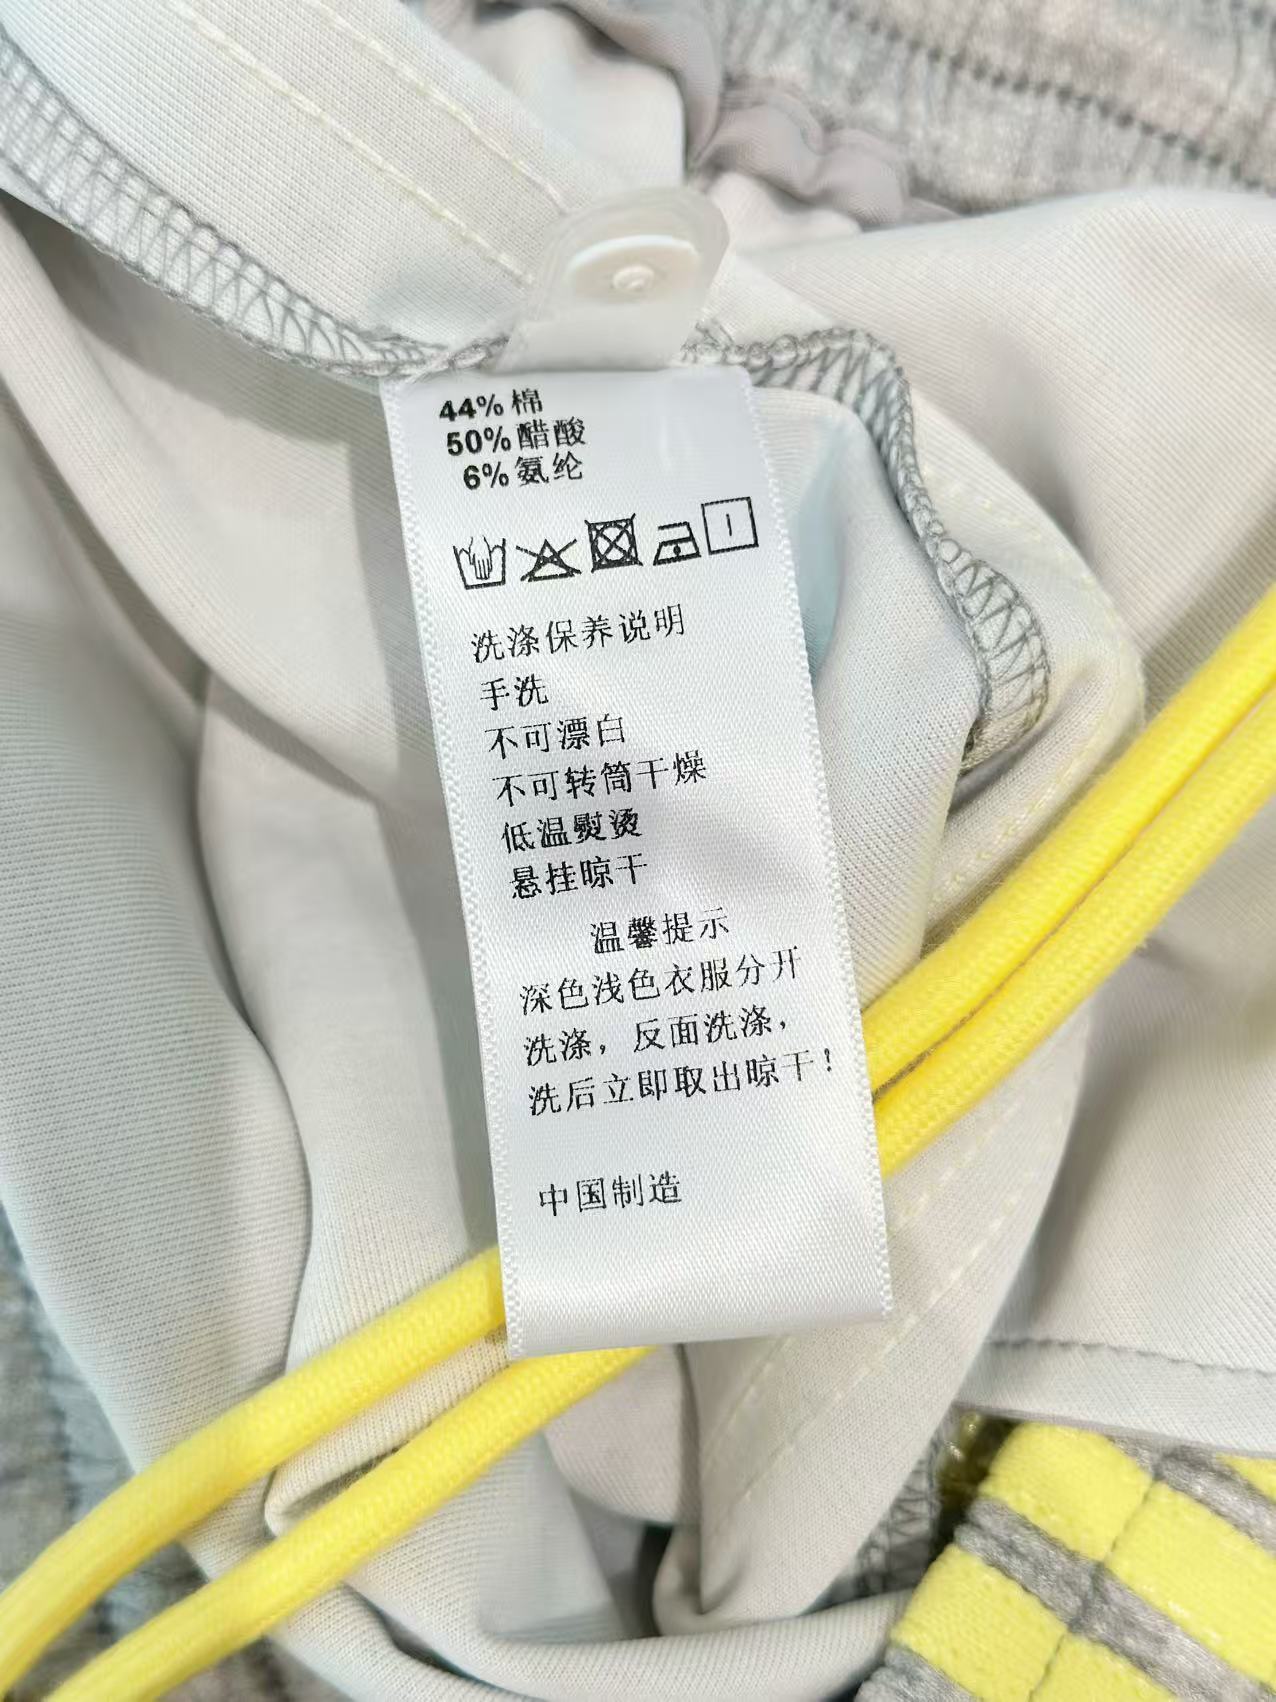 44%棉
50%醋酸
6%氨纶
洗涤保养说明
手洗
不可漂白
不可转筒干燥
低温熨烫
悬挂晾干
温馨提示
深色浅色衣服分开
洗涤，反面洗涤，
洗后立即取出晾干！
中国制造